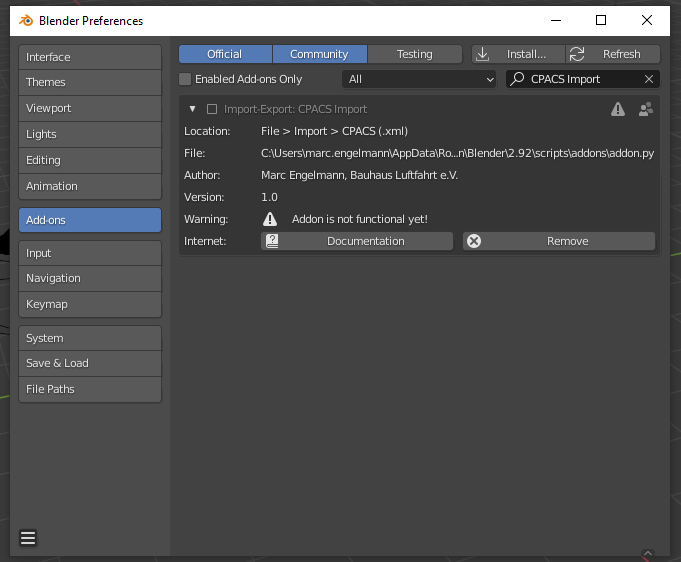 Blender Preferences
Interface
Themes
Viewport
Lights
Editing
Animation
Add-ons
Input
Navigation
Keymap
System
Save & Load
File Paths
Official Community Testing Install... Refresh
Enabled Add-ons Only All CPACS Import
Import-Export: CPACS Import
Location: File > Import > CPACS (.xml)
File: C:\Users\marc.engelmann\AppData\Ro...n\Blender\2.92\scripts\addons\addon.py
Author: Marc Engelmann, Bauhaus Luftfahrt e.V.
Version: 1.0
Warning: Addon is not functional yet!
Internet: Documentation Remove